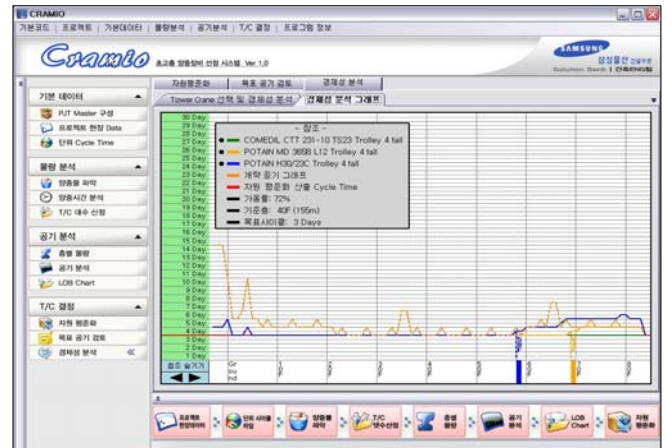 CRAMIO
기본코드 | 프로젝트 | 기본데이터 | 물량분석 | 공기분석 | T/C 결정 | 프로그램 정보
Cramio 초고층 양중장비 선정 시스템 Ver 1.0
SAMSUNG
삼성물산 건설부문
기본 데이터
PJT Master 구성
프로젝트 현장 Data
단위 Cycle Time
물량 분석
양중물 파악
양중시간 분석
T/C 대수 산정
공기 분석
층별 물량
공기 분석
LOB Chart
T/C 결정
자원 평준화
목표 공기 검토
경제성 분석
자원평준화 목표 공기 검토 경제성 분석
Tower Crane 선택 및 경제성 분석 경제성 분석 그래프
30 Day
29 Day
28 Day
27 Day
26 Day
25 Day
24 Day
23 Day
22 Day
21 Day
20 Day
19 Day
18 Day
17 Day
16 Day
15 Day
14 Day
13 Day
12 Day
11 Day
10 Day
9 Day
8 Day
7 Day
6 Day
5 Day
4 Day
3 Day
2 Day
1 Day
- 참조 -
COMEDIL CTT 231-10 TS23 Trolley 4 fall
POTAIN MD 365B L12 Trolley 4 fall
POTAIN H30/23C Trolley 4 fall
개략 공기 그래프
자원 평준화 산출 Cycle Time
가동률: 72%
기준층: 40F (155m)
목표사이클: 3 Days
참조 숨기기
Gr
ou
nd
프로젝트
현장데이터
단위 사이클
타임
양중물
파악
T/C
댓수산정
층별
물량
공기
분석
LOB
Chart
자원
평준화